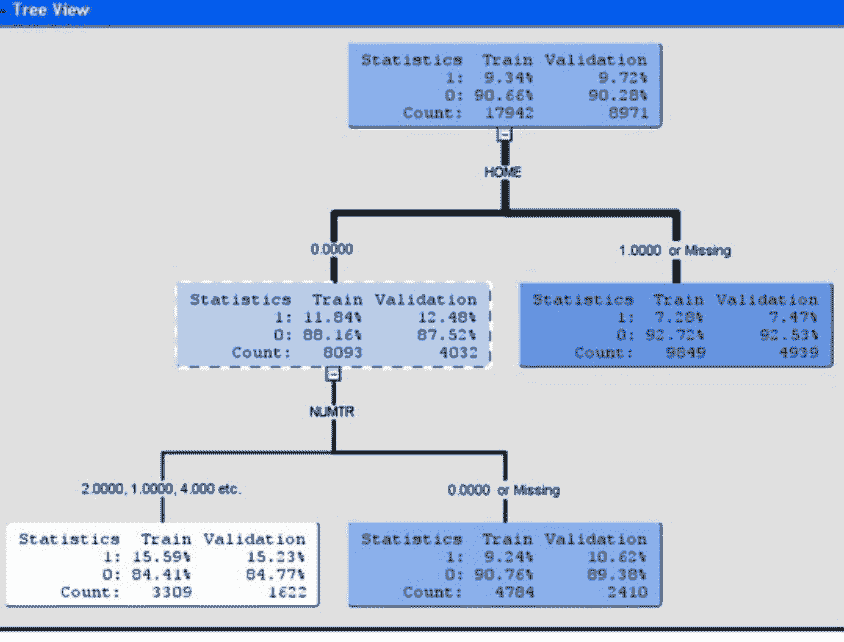 Tree View
Statistics Train Validation
1: 9.34% 9.72%
0: 90.66% 90.28%
Count: 17942 8971
HOME
0.0000
1.0000 or Missing
Statistics Train Validation
1: 11.84% 12.48%
0: 88.16% 87.52%
Count: 8093 4032
Statistics Train Validation
1: 7.28% 7.47%
0: 92.72% 92.53%
Count: 9849 4939
NUMTR
2.0000, 1.0000, 4.000 etc.
0.0000 or Missing
Statistics Train Validation
1: 15.59% 15.23%
0: 84.41% 84.77%
Count: 3309 1622
Statistics Train Validation
1: 9.24% 10.62%
0: 90.76% 89.38%
Count: 4784 2410